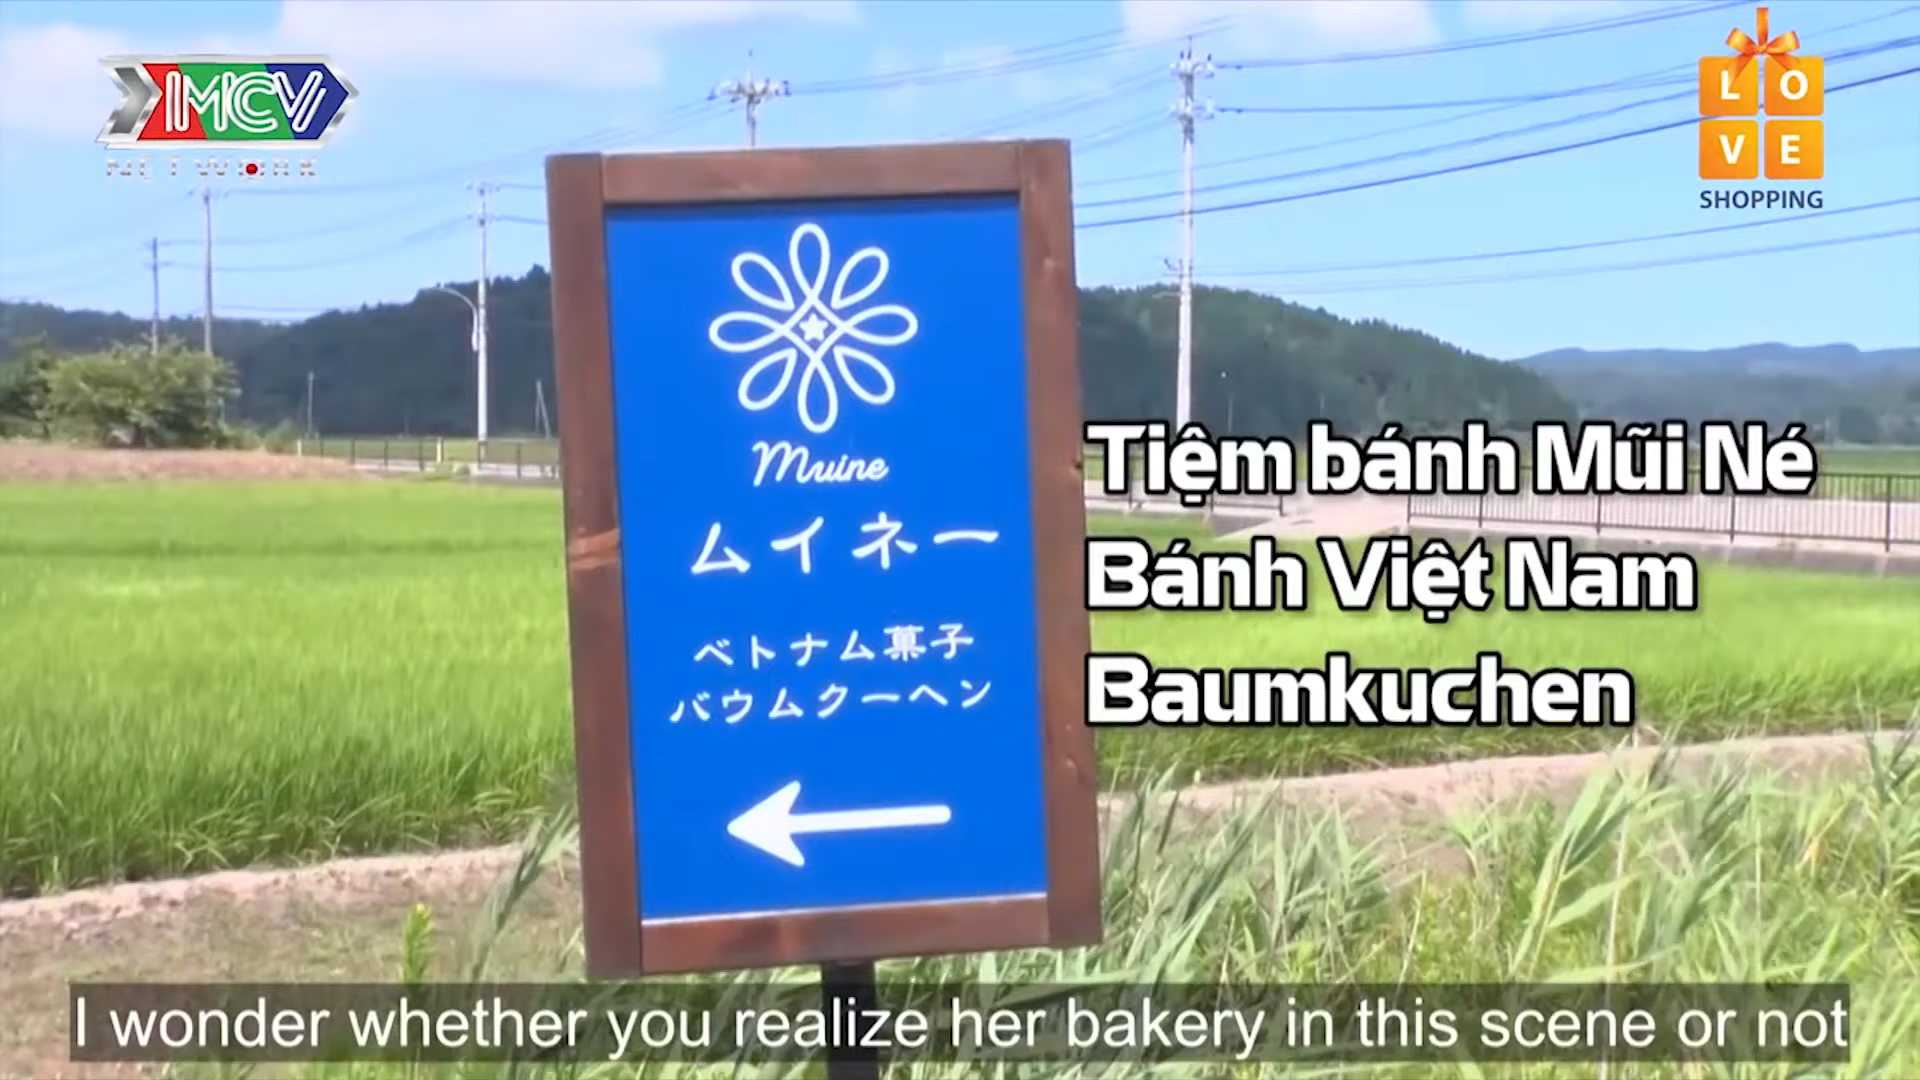 MCV
NETWORK
LOVE
SHOPPING
Muine
ムイネー
ベトナム菓子
バウムクーヘン
Tiệm bánh Mũi Né
Bánh Việt Nam
Baumkuchen
I wonder whether you realize her bakery in this scene or not